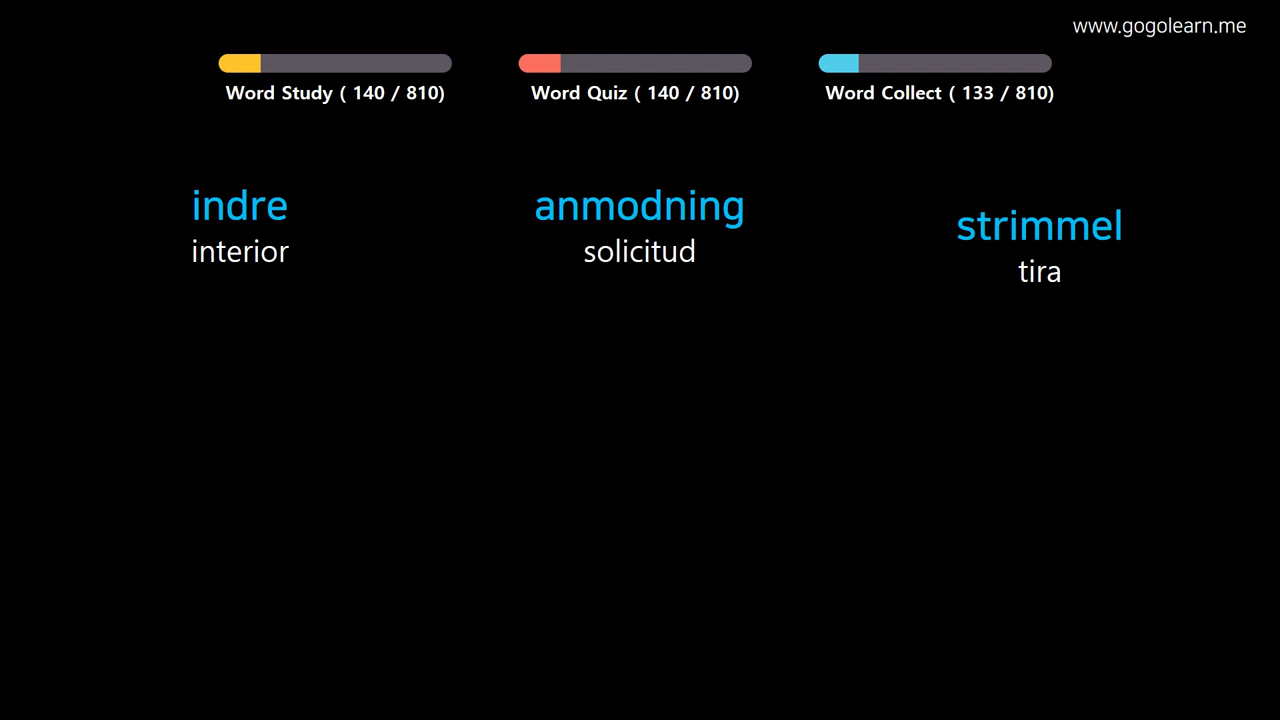 www.gogolearn.me
Word Study ( 140 / 810)
Word Quiz ( 140 / 810)
Word Collect ( 133 / 810)
indre
interior
anmodning
solicitud
strimmel
tira